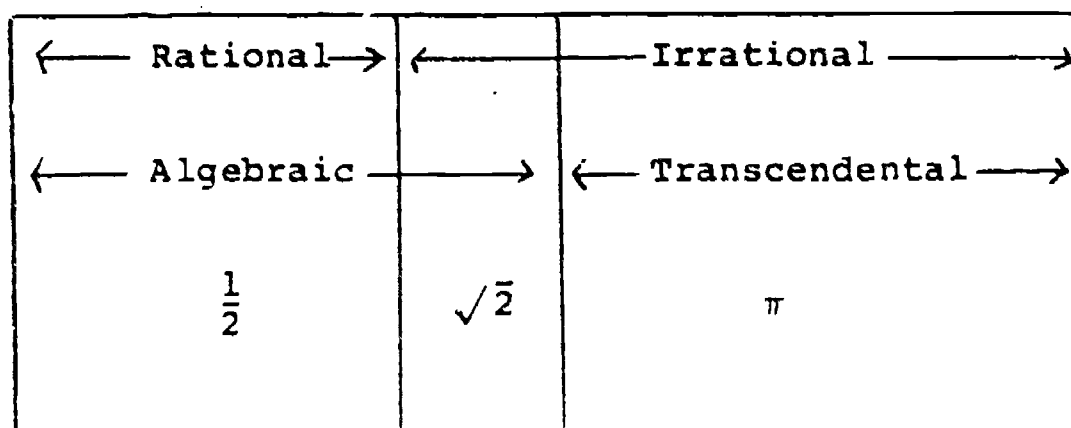 Rational Irrational
Algebraic Transcendental
1/2 √2 π